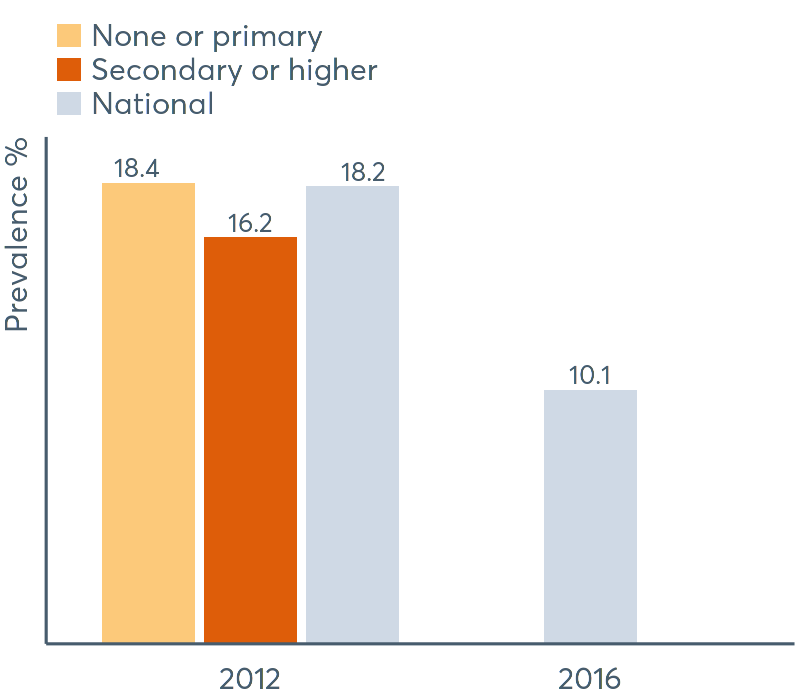 None or primary
Secondary or higher
National
Prevalence %
18.4
16.2
18.2
10.1
2012
2016